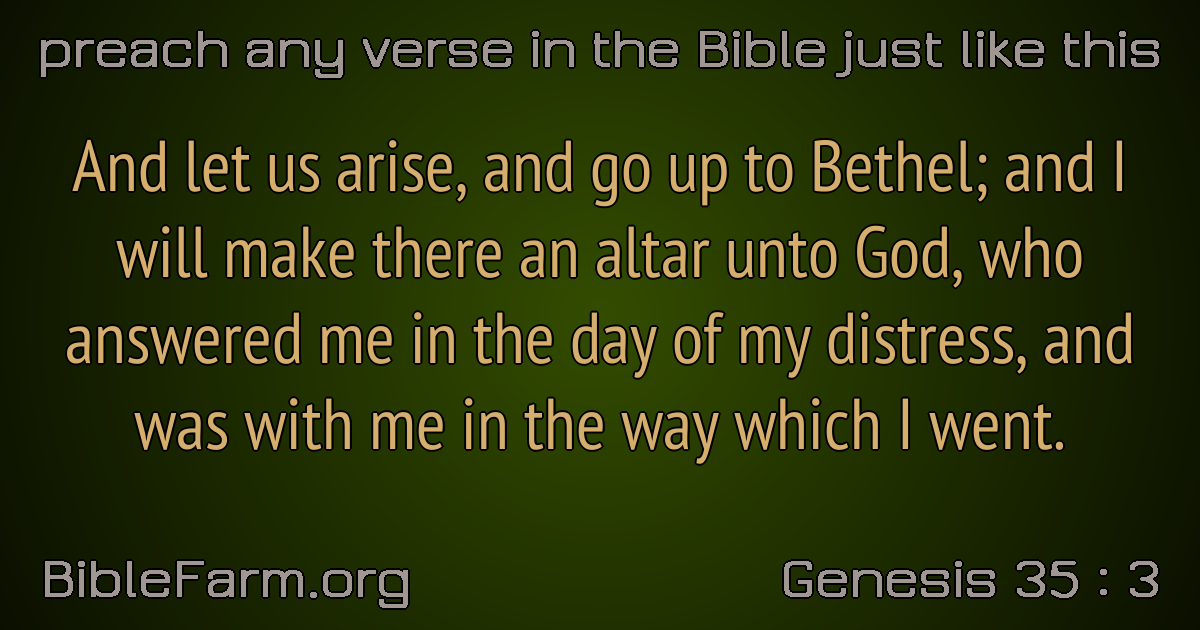 preach any verse in the Bible just like this
And let us arise, and go up to Bethel; and I
will make there an altar unto God, who
answered me in the day of my distress, and
was with me in the way which I went.
BibleFarm.org
Genesis 35 : 3